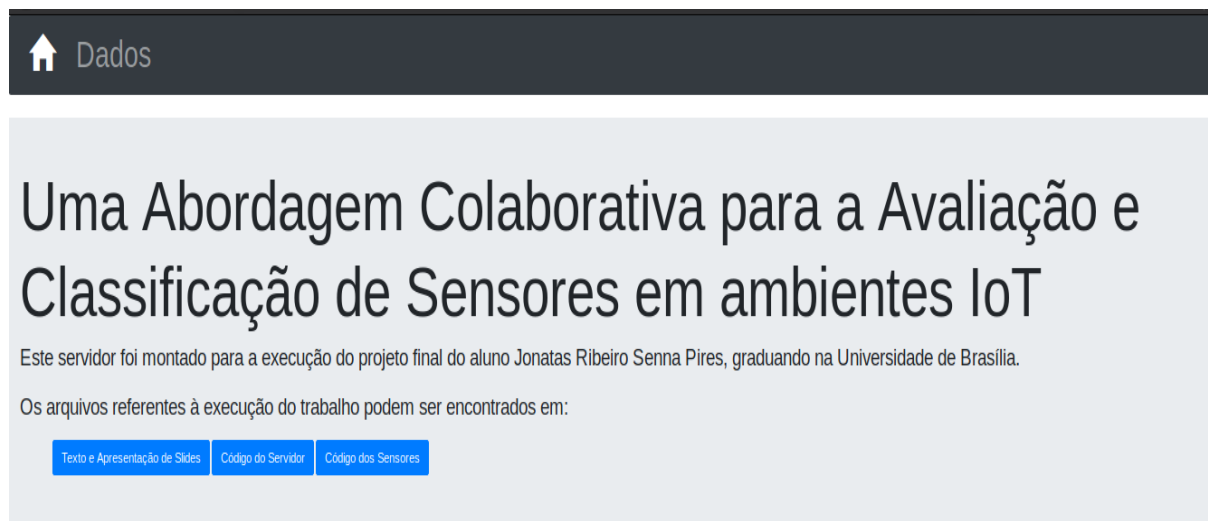 Dados
Uma Abordagem Colaborativa para a Avaliação e
Classificação de Sensores em ambientes IoT
Este servidor foi montado para a execução do projeto final do aluno Jonatas Ribeiro Senna Pires, graduando na Universidade de Brasília.
Os arquivos referentes à execução do trabalho podem ser encontrados em:
Texto e Apresentação de Slides Código do Servidor Código dos Sensores